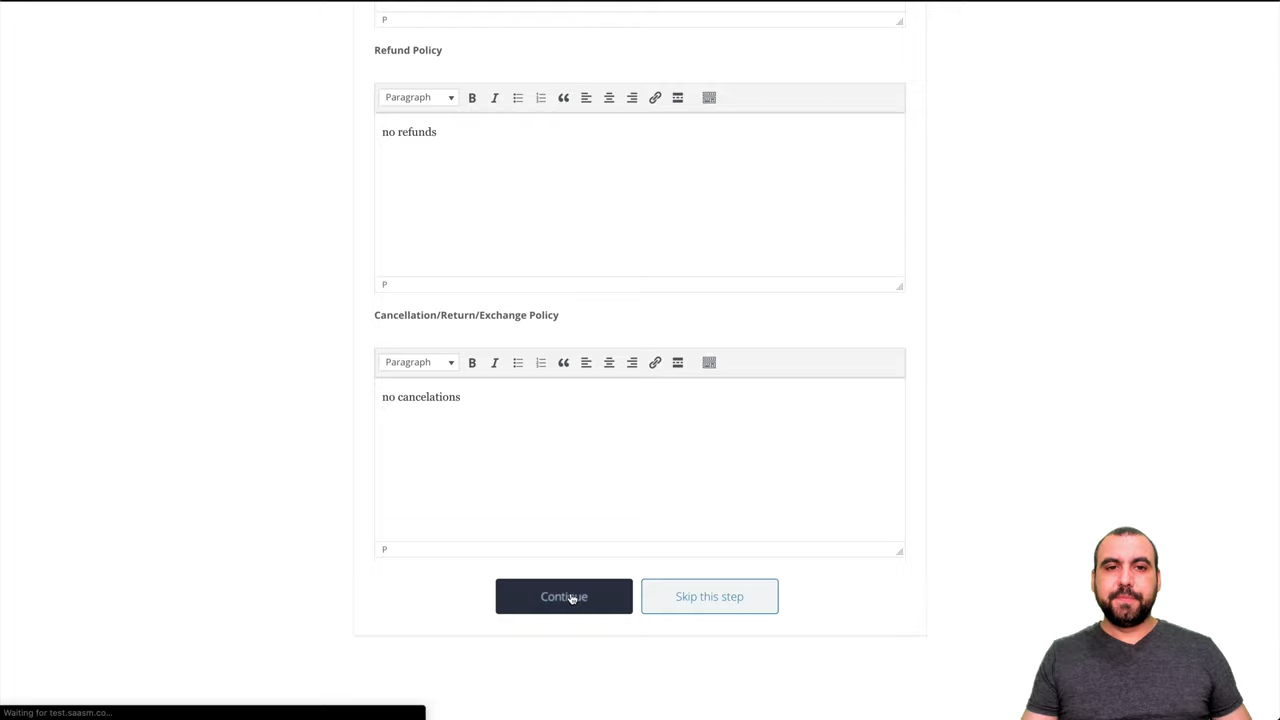 P
Refund Policy
Paragraph
no refunds
P
Cancellation/Return/Exchange Policy
Paragraph
no cancelations
P
Continue
Skip this step
Waiting for test.saasm.co...